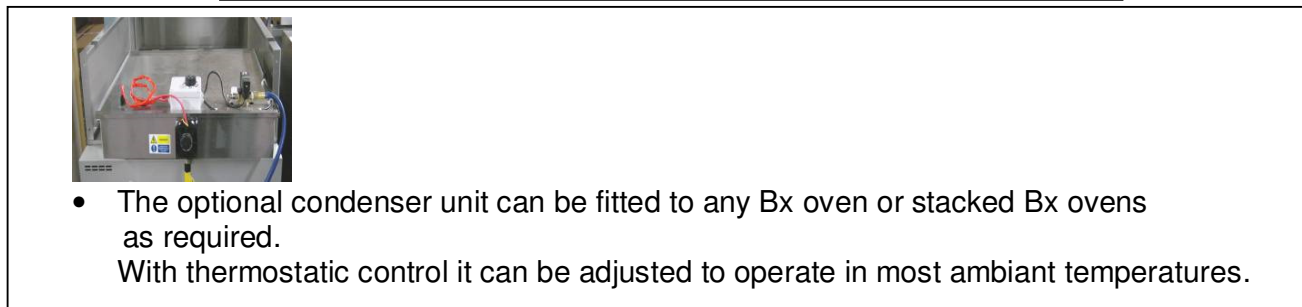 • The optional condenser unit can be fitted to any Bx oven or stacked Bx ovens
as required.
With thermostatic control it can be adjusted to operate in most ambiant temperatures.